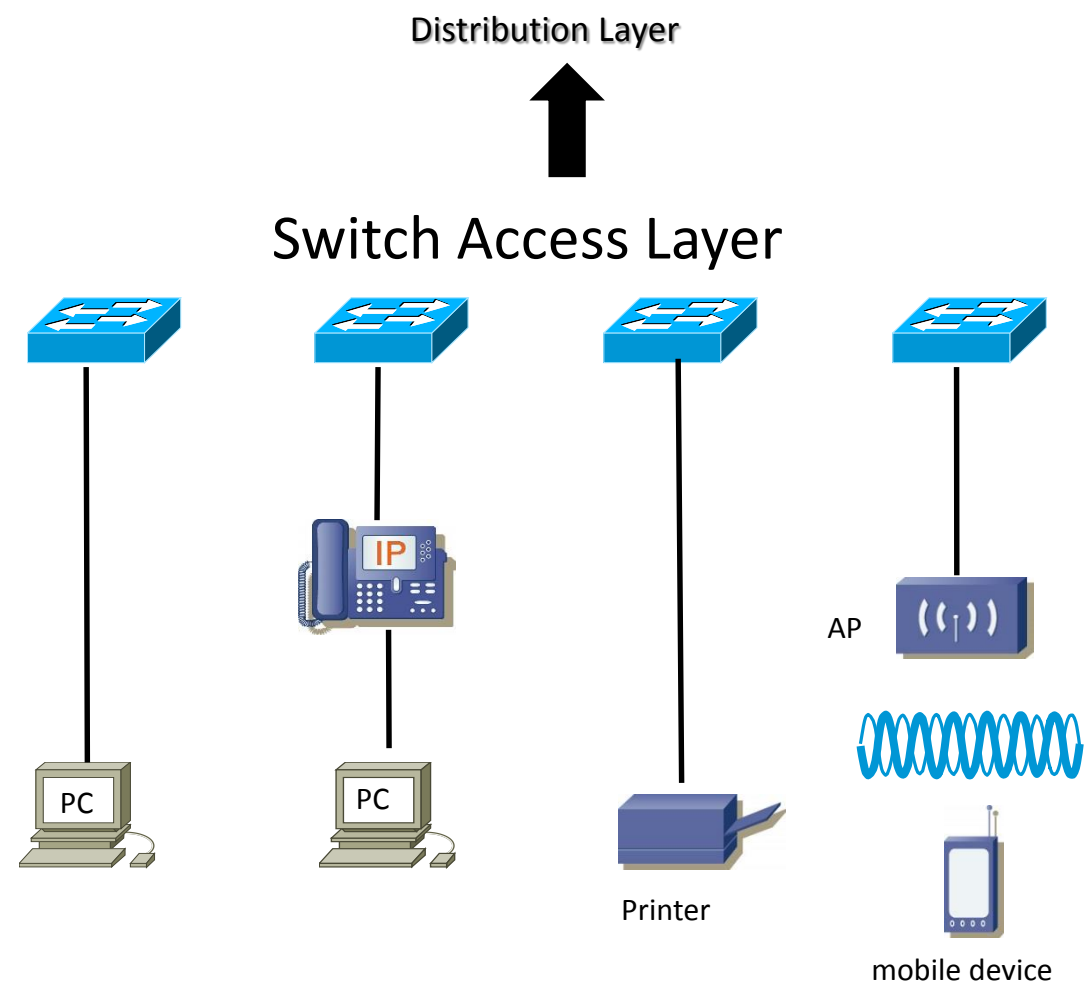 Distribution Layer
Switch Access Layer
IP
AP
PC
PC
Printer
mobile device